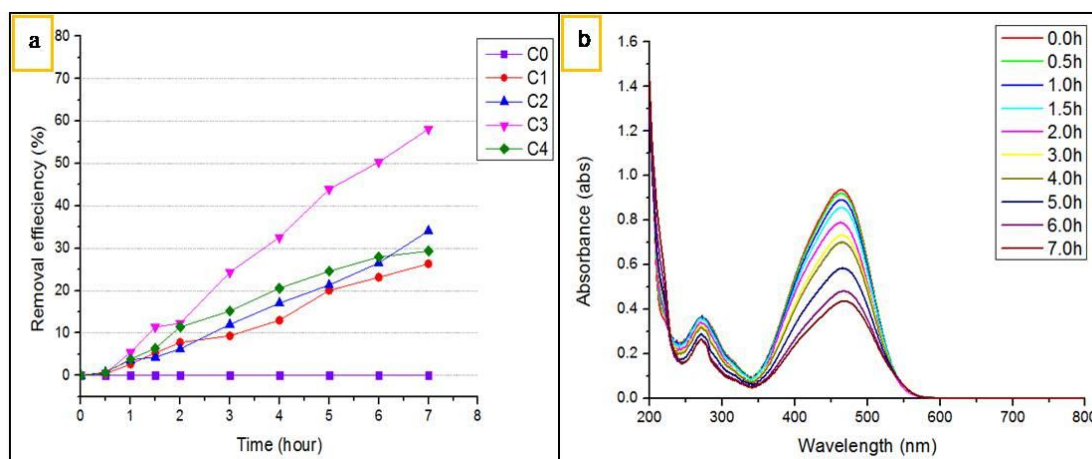 a
80
70
60
50
40
30
20
10
0
Removal effeciency (%)
0 1 2 3 4 5 6 7 8
Time (hour)
C0
C1
C2
C3
C4
b
1.6
1.4
1.2
1.0
0.8
0.6
0.4
0.2
0.0
Absorbance (abs)
200 300 400 500 600 700 800
Wavelength (nm)
0.0h
0.5h
1.0h
1.5h
2.0h
3.0h
4.0h
5.0h
6.0h
7.0h